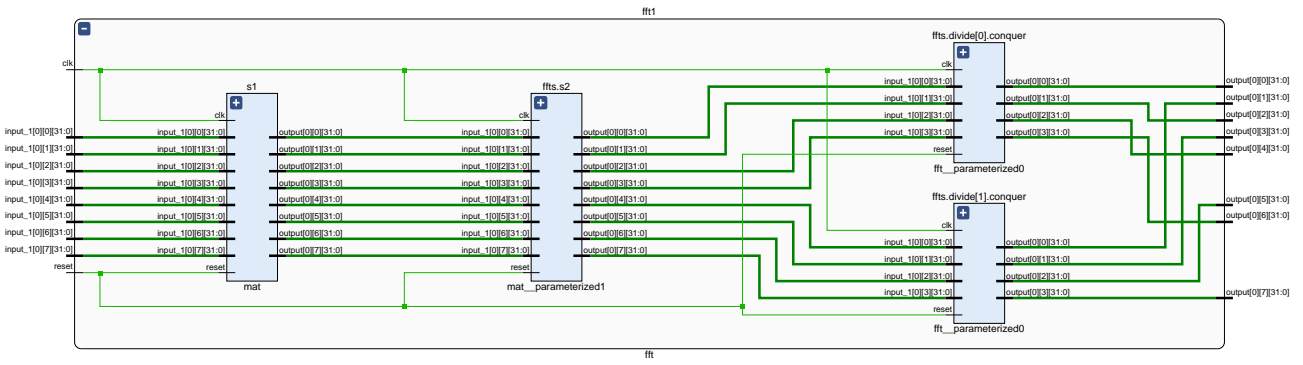 fft1
clk
input_1[0][0][31:0]
input_1[0][1][31:0]
input_1[0][2][31:0]
input_1[0][3][31:0]
input_1[0][4][31:0]
input_1[0][5][31:0]
input_1[0][6][31:0]
input_1[0][7][31:0]
reset
s1
clk
input_1[0][0][31:0]
input_1[0][1][31:0]
input_1[0][2][31:0]
input_1[0][3][31:0]
input_1[0][4][31:0]
input_1[0][5][31:0]
input_1[0][6][31:0]
input_1[0][7][31:0]
reset
output[0][0][31:0]
output[0][1][31:0]
output[0][2][31:0]
output[0][3][31:0]
output[0][4][31:0]
output[0][5][31:0]
output[0][6][31:0]
output[0][7][31:0]
mat
ffts.s2
clk
input_1[0][0][31:0]
input_1[0][1][31:0]
input_1[0][2][31:0]
input_1[0][3][31:0]
input_1[0][4][31:0]
input_1[0][5][31:0]
input_1[0][6][31:0]
input_1[0][7][31:0]
reset
output[0][0][31:0]
output[0][1][31:0]
output[0][2][31:0]
output[0][3][31:0]
output[0][4][31:0]
output[0][5][31:0]
output[0][6][31:0]
output[0][7][31:0]
mat__parameterized1
ffts.divide[0].conquer
clk
input_1[0][0][31:0]
input_1[0][1][31:0]
input_1[0][2][31:0]
input_1[0][3][31:0]
reset
output[0][0][31:0]
output[0][1][31:0]
output[0][2][31:0]
output[0][3][31:0]
fft__parameterized0
ffts.divide[1].conquer
clk
input_1[0][0][31:0]
input_1[0][1][31:0]
input_1[0][2][31:0]
input_1[0][3][31:0]
reset
output[0][0][31:0]
output[0][1][31:0]
output[0][2][31:0]
output[0][3][31:0]
fft__parameterized0
output[0][0][31:0]
output[0][1][31:0]
output[0][2][31:0]
output[0][3][31:0]
output[0][4][31:0]
output[0][5][31:0]
output[0][6][31:0]
output[0][7][31:0]
fft